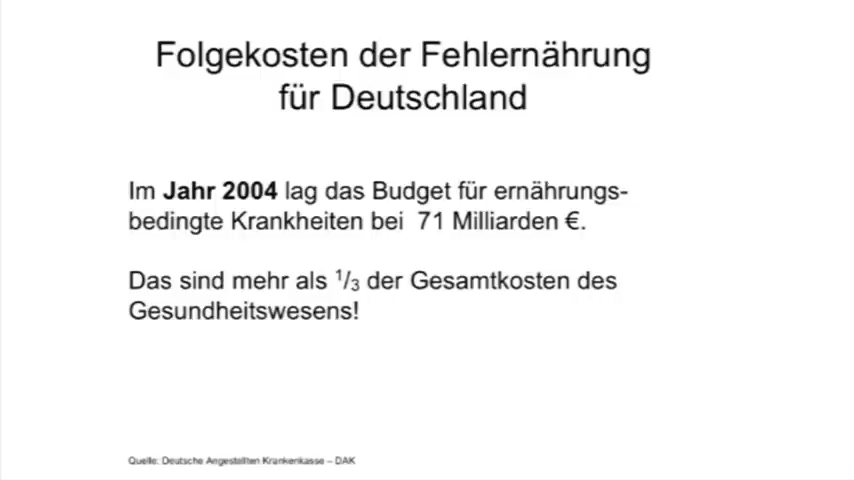 Folgekosten der Fehlernährung
für Deutschland
Im Jahr 2004 lag das Budget für ernährungs-
bedingte Krankheiten bei 71 Milliarden €.
Das sind mehr als 1/3 der Gesamtkosten des
Gesundheitswesens!
Quelle: Deutsche Angestellten Krankenkasse – DAK